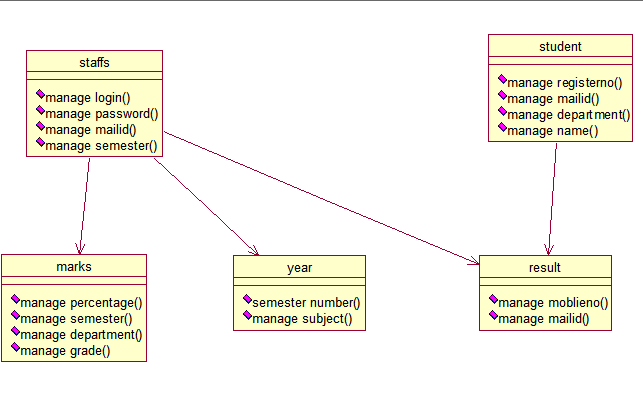 staffs
manage login()
manage password()
manage mailid()
manage semester()
student
manage registerno()
manage mailid()
manage department()
manage name()
marks
manage percentage()
manage semester()
manage department()
manage grade()
year
semester number()
manage subject()
result
manage moblieno()
manage mailid()